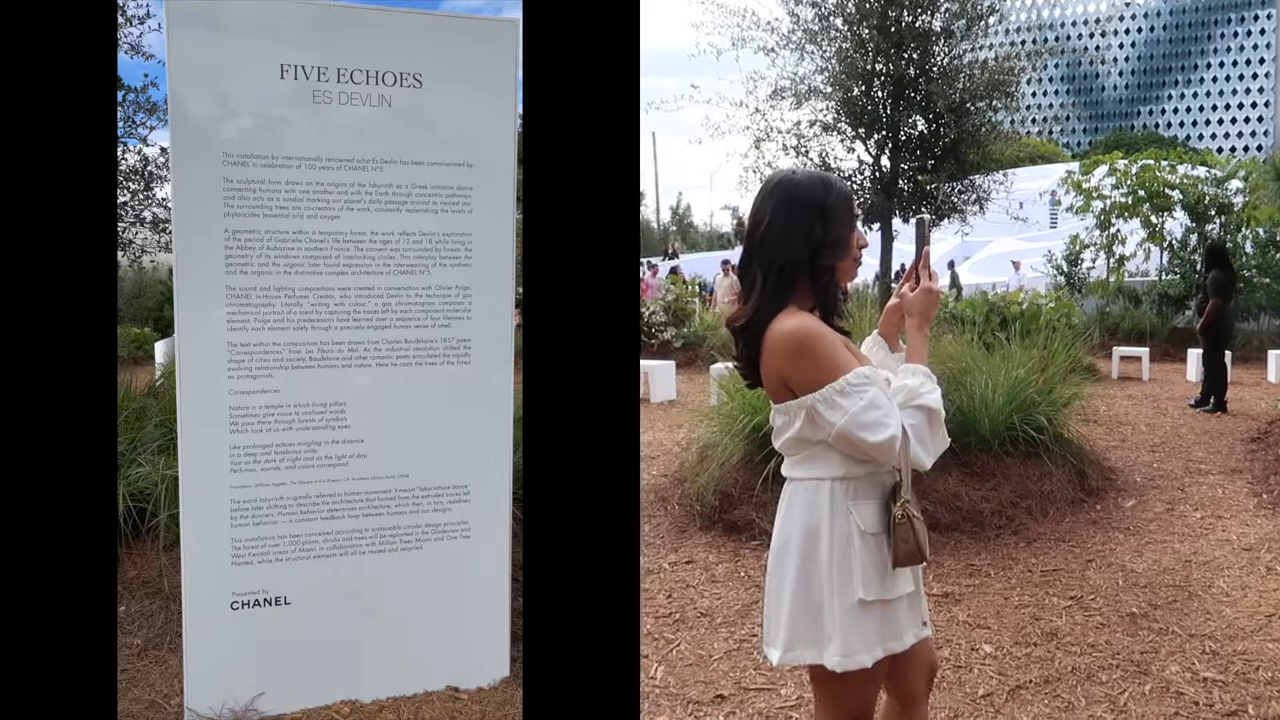 FIVE ECHOES
ES DEVLIN
This installation by internationally renowned artist Es Devlin has been commissioned by
CHANEL in celebration of 100 years of CHANEL N°5.
The sculptural form draws on the origins of the labyrinth as a Greek initiation dance
connecting humans with one another and with the Earth through concentric pathways,
and also acts as a sundial marking our planet's daily passage around its nearest star.
The surrounding trees are co-creators of the work, constantly replenishing the levels of
phytoncides (essential oils) and oxygen
A geometric structure within a temporary forest, the work reflects Devlin's exploration
of the period of Gabrielle Chanel's life between the ages of 12 and 18 while living in
the Abbey of Aubazine in southern France. The convent was surrounded by forests, the
geometry of its windows composed of interlocking circles. This interplay between the
geometric and the organic later found expression in the interweaving of the synthetic
and the organic in the distinctive complex architecture of CHANEL N°5.
The sound and lighting compositions were created in conversation with Olivier Polge,
CHANEL in-House Perfumer Creator, who introduced Devlin to the technique of gas
chromatography. Literally "writing with colour," a gas chromatogram composes a
mechanical portrait of a scent by capturing the traces left by each component molecular
element. Polge and his predecessors have learned over a sequence of four lifetimes to
identify each element solely through a precisely engaged human sense of smell.
The text within the composition has been drawn from Charles Baudelaire's 1857 poem
"Correspondences" from Les Fleurs du Mal. As the industrial revolution shifted the
shape of cities and society, Baudelaire and other romantic poets articulated the rapidly
evolving relationship between humans and nature. Here he casts the trees of the forest
as protagonists.
Correspondences
Nature is a temple in which living pillars
Sometimes give voice to confused words.
We pass there through forests of symbols
Which look at us with understanding eyes.
Like prolonged echoes mingling in the distance
in a deep and tenebrous unity,
Vast as the dark of night and as the light of day,
Perfumes, sounds, and colors correspond.
Translation: William Aggeler, The Flowers of Evil (Fresno, CA: Academy Library Guild, 1954)
The word labyrinth originally referred to human movement: it meant "labyrinthine dance"
before later shifting to describe the architecture that formed from the extruded traces left
by the dancers. Human behavior determines architecture, which then, in turn, redefines
human behavior — a constant feedback loop between humans and our designs.
This installation has been conceived according to sustainable circular design principles.
The forest of over 1,000 plants, shrubs and trees will be replanted in the Gladeview and
West Kendall areas of Miami in collaboration with Million Trees Miami and One Tree
Planted, while the structural elements will all be reused and recycled.
Presented by
CHANEL